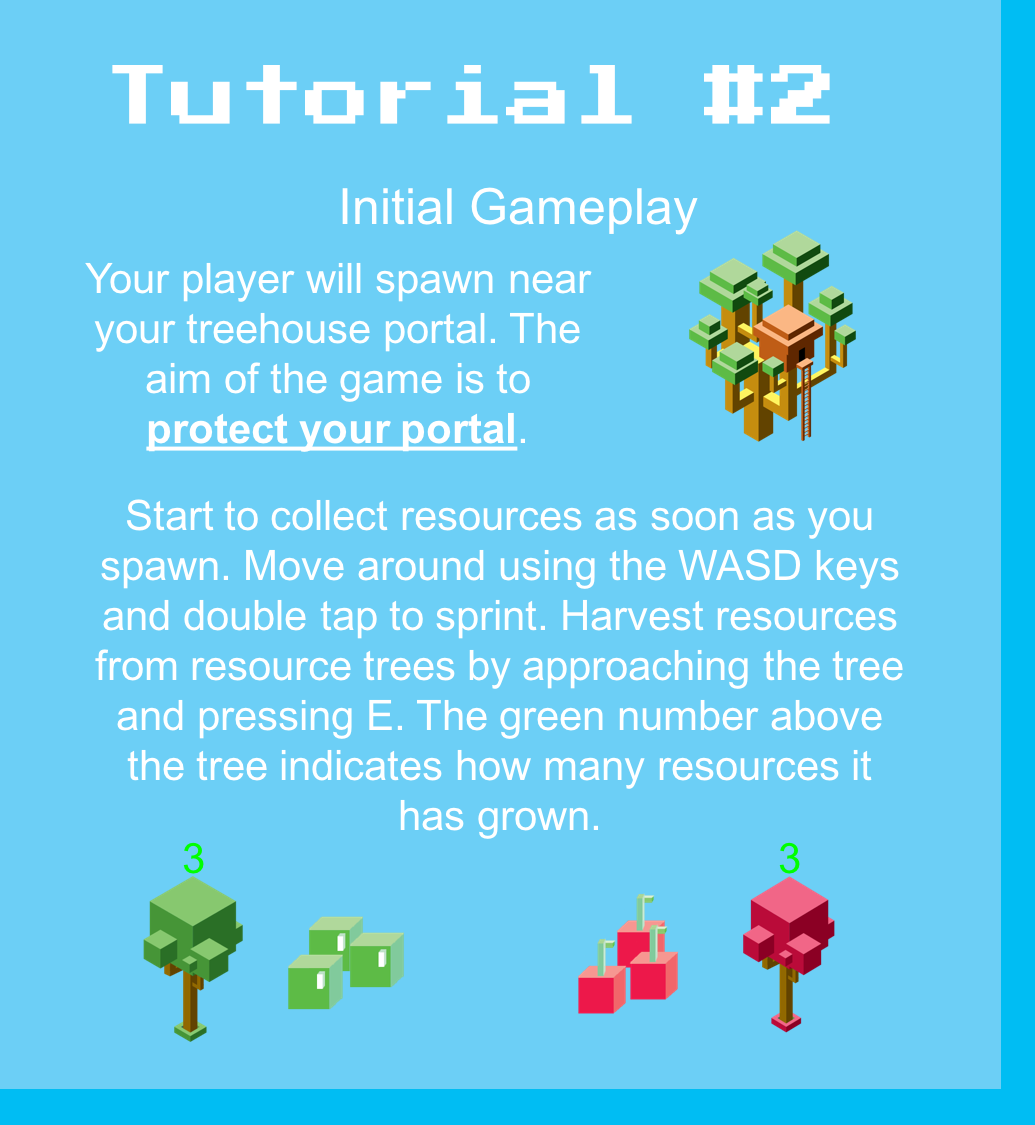 Tutorial #2
Initial Gameplay
Your player will spawn near
your treehouse portal. The
aim of the game is to
protect your portal.
Start to collect resources as soon as you
spawn. Move around using the WASD keys
and double tap to sprint. Harvest resources
from resource trees by approaching the tree
and pressing E. The green number above
the tree indicates how many resources it
has grown.
3
3